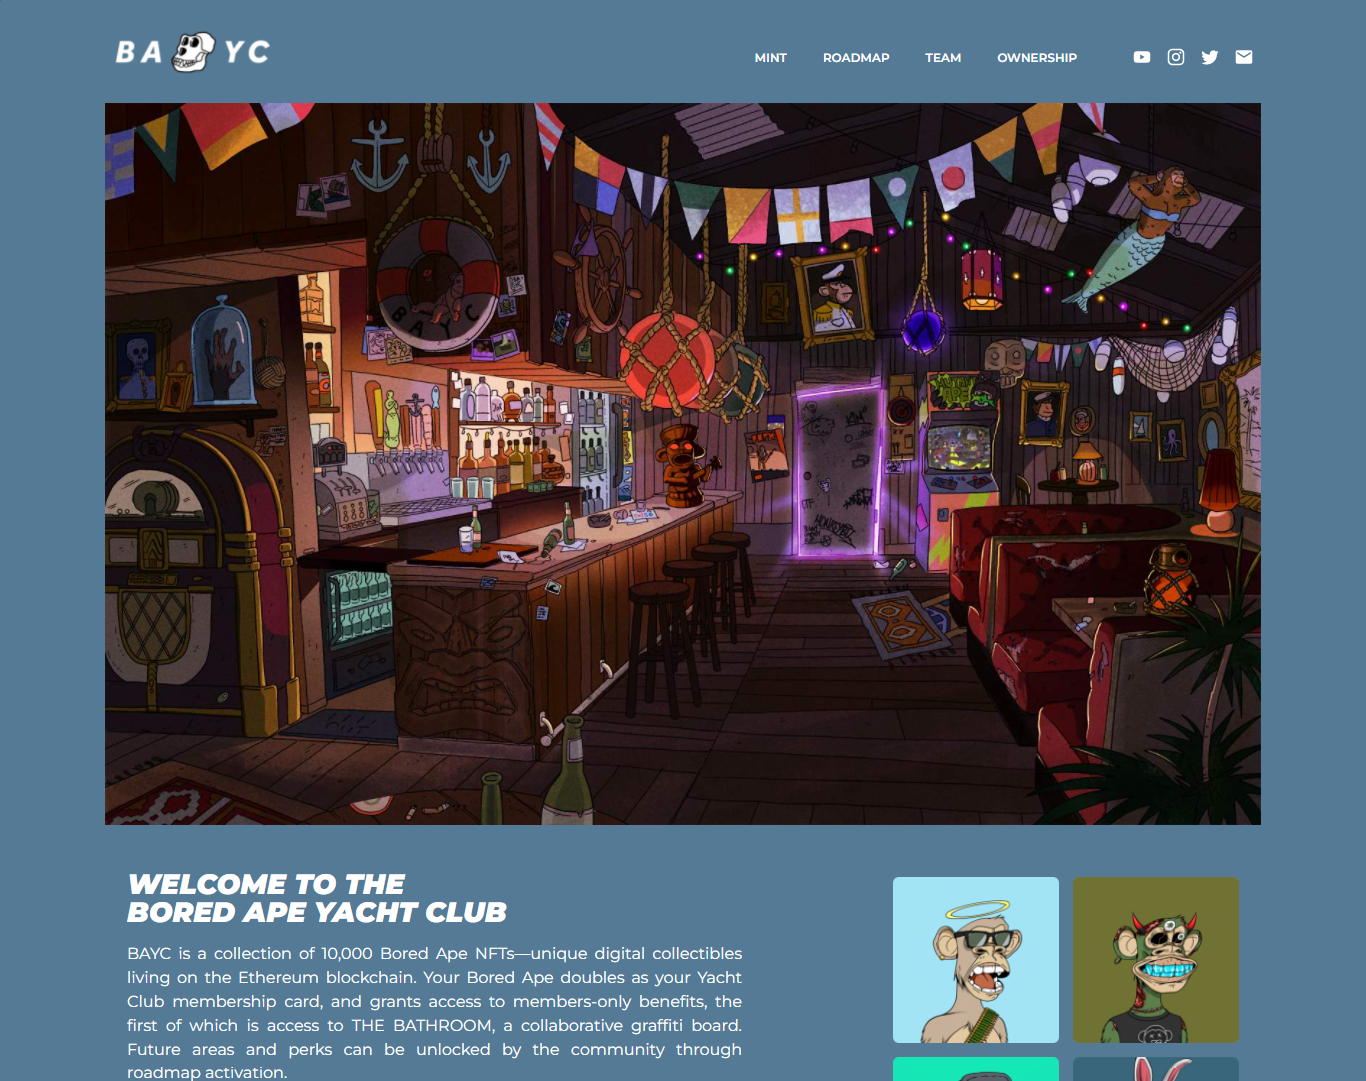 BA YC
MINT
ROADMAP
TEAM
OWNERSHIP
BAYC
MUTANT
APE
WELCOME TO THE
BORED APE YACHT CLUB
BAYC is a collection of 10,000 Bored Ape NFTs—unique digital collectibles
living on the Ethereum blockchain. Your Bored Ape doubles as your Yacht
Club membership card, and grants access to members-only benefits, the
first of which is access to THE BATHROOM, a collaborative graffiti board.
Future areas and perks can be unlocked by the community through
roadmap activation.